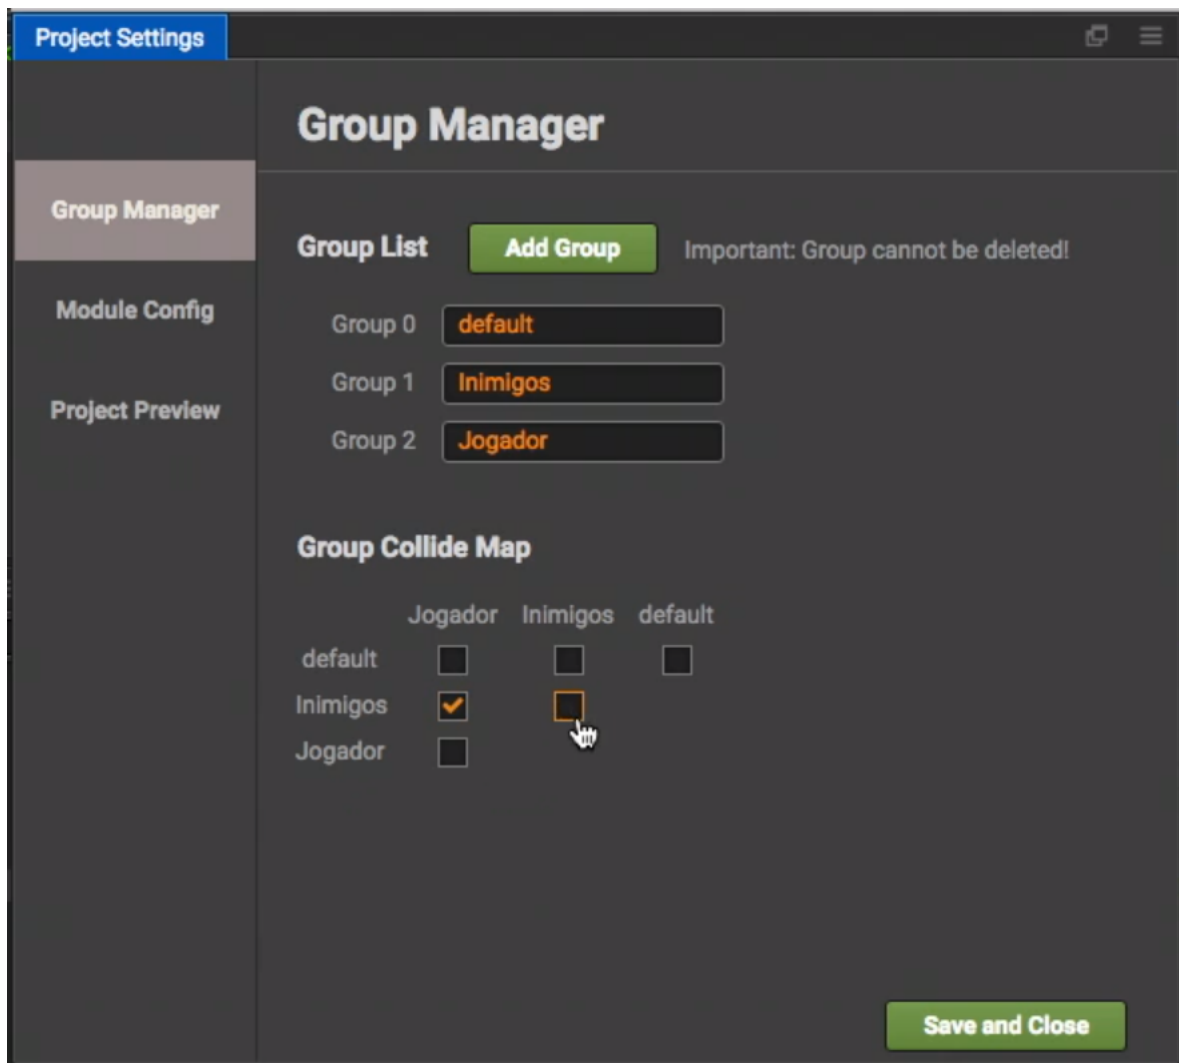 Project Settings
Group Manager
Group Manager
Module Config
Project Preview
Group List Add Group Important: Group cannot be deleted!
Group 0 default
Group 1 Inimigos
Group 2 Jogador
Group Collide Map
Jogador Inimigos default
default
Inimigos
Jogador
Save and Close